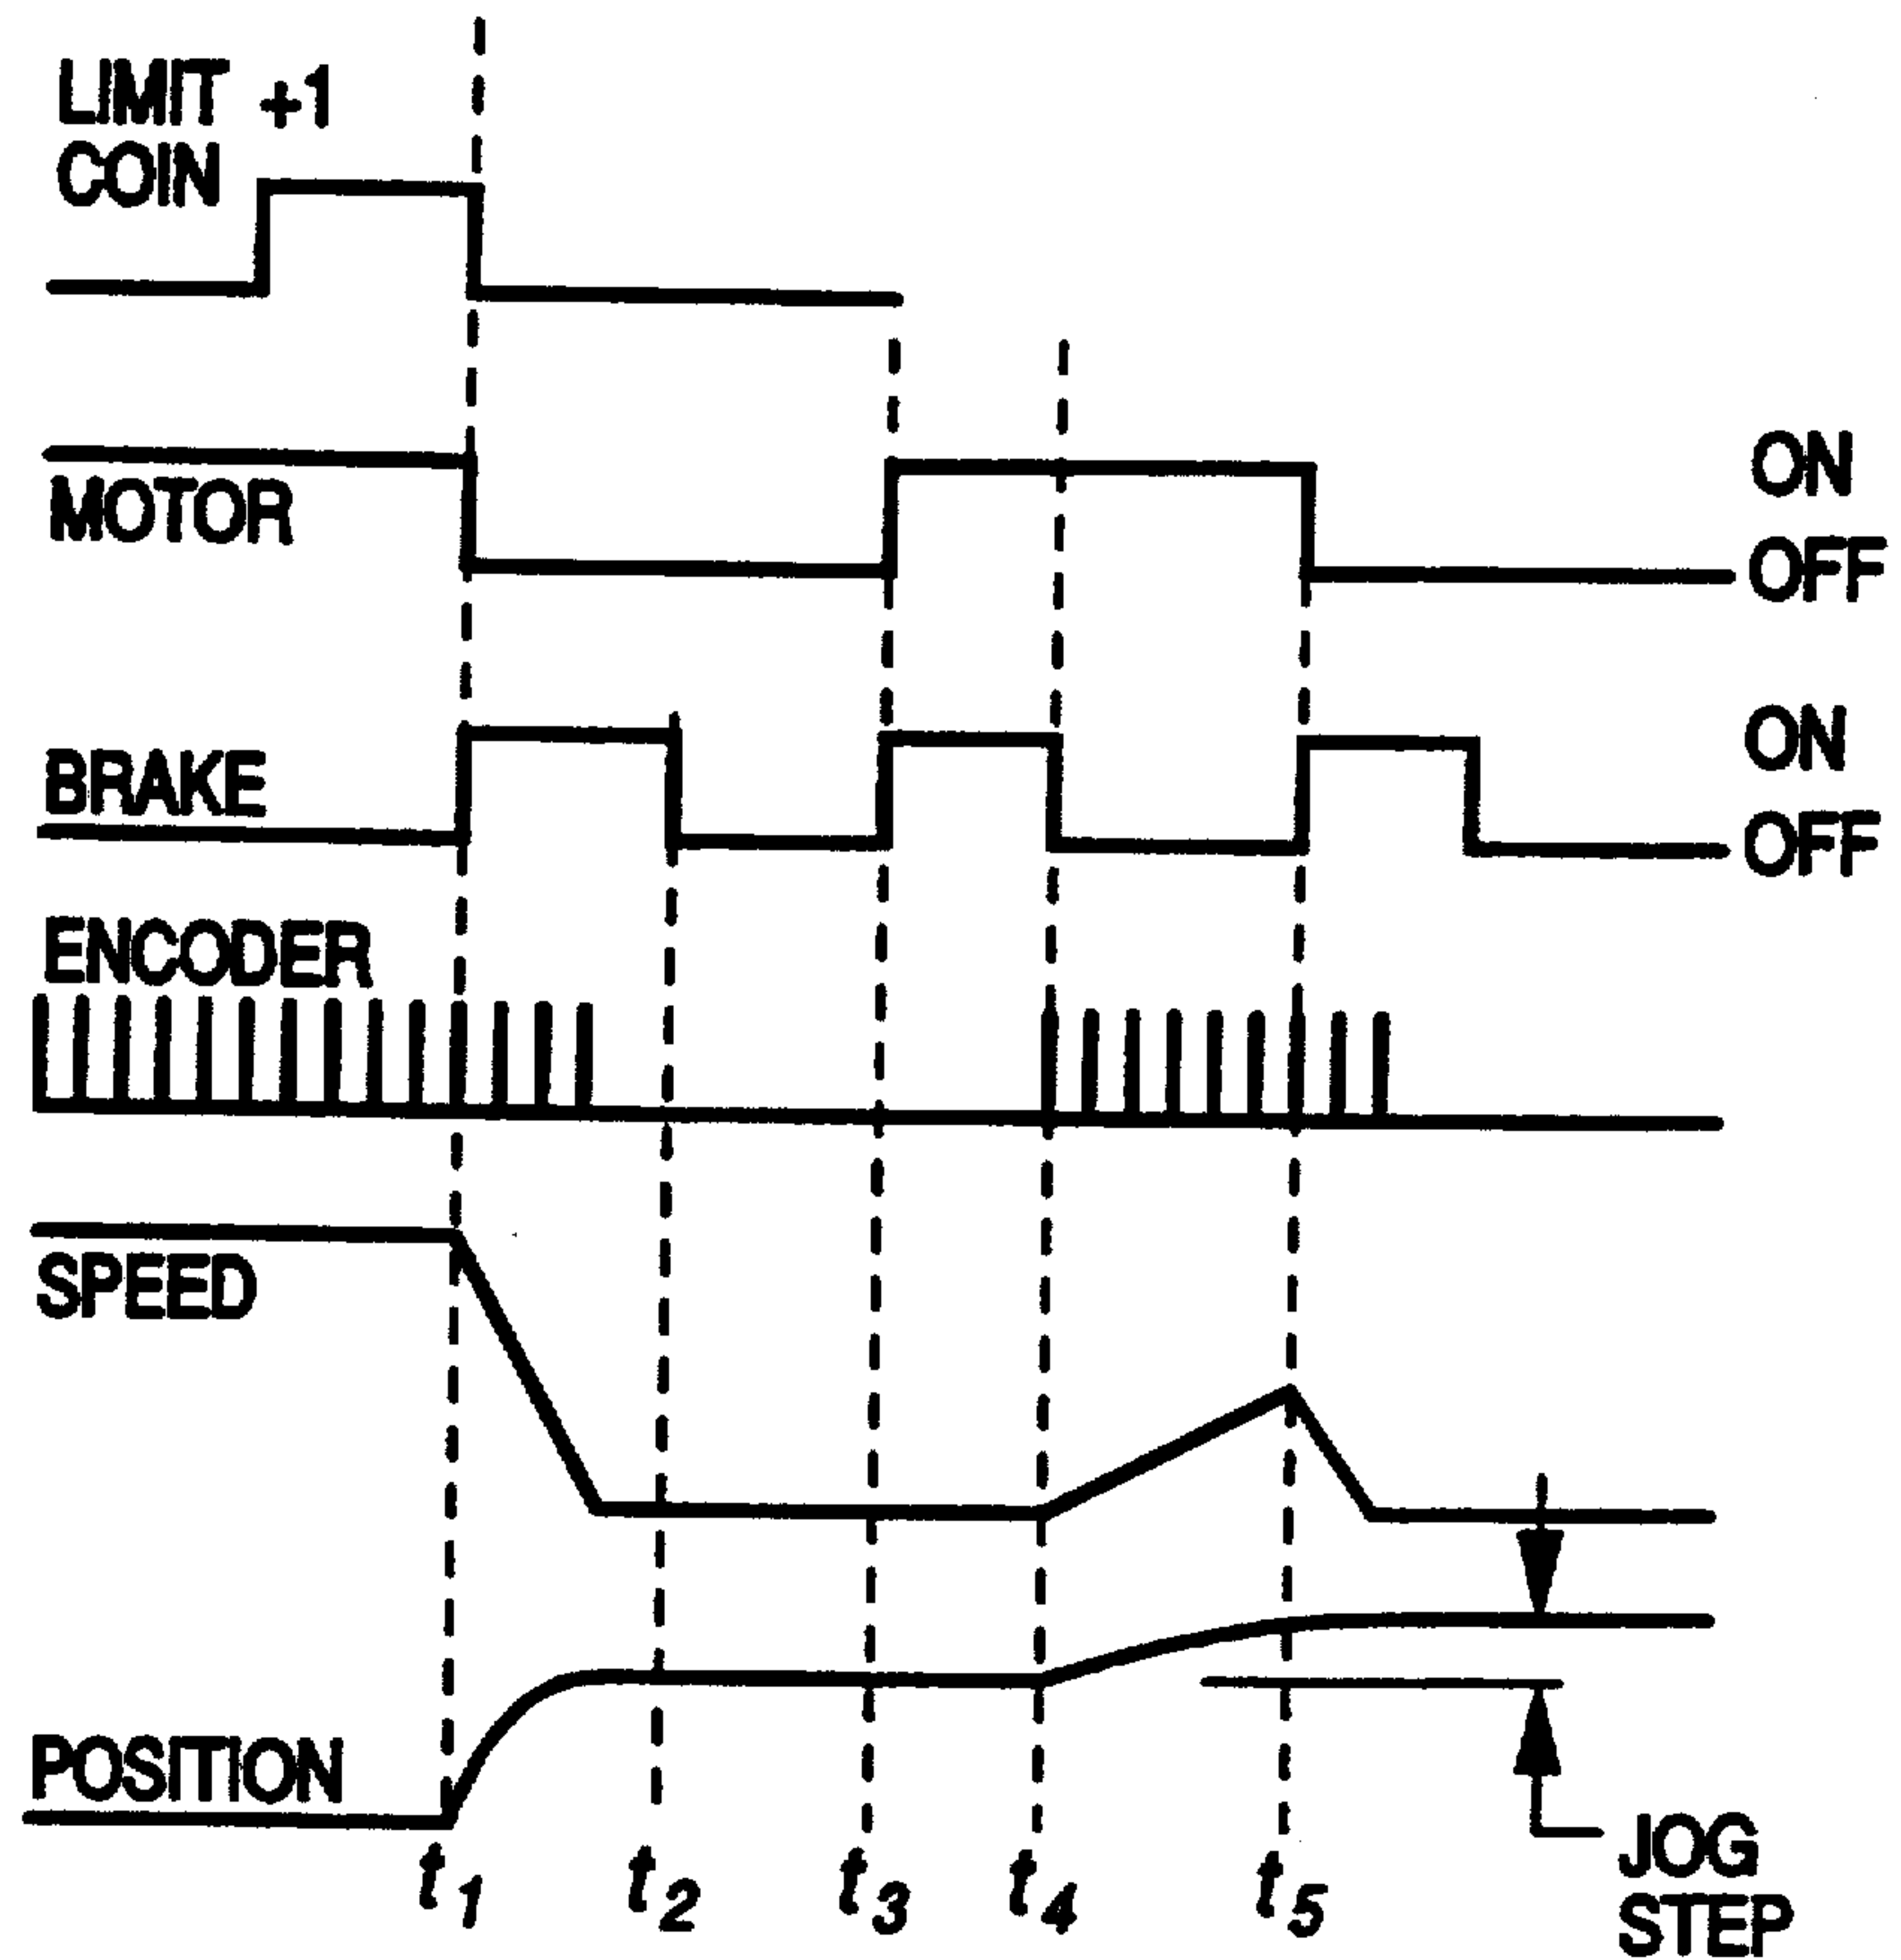 LIMIT +1
COIN
MOTOR
ON
OFF
BRAKE
ON
OFF
ENCODER
SPEED
POSITION
t1 t2 t3 t4 t5
JOG
STEP